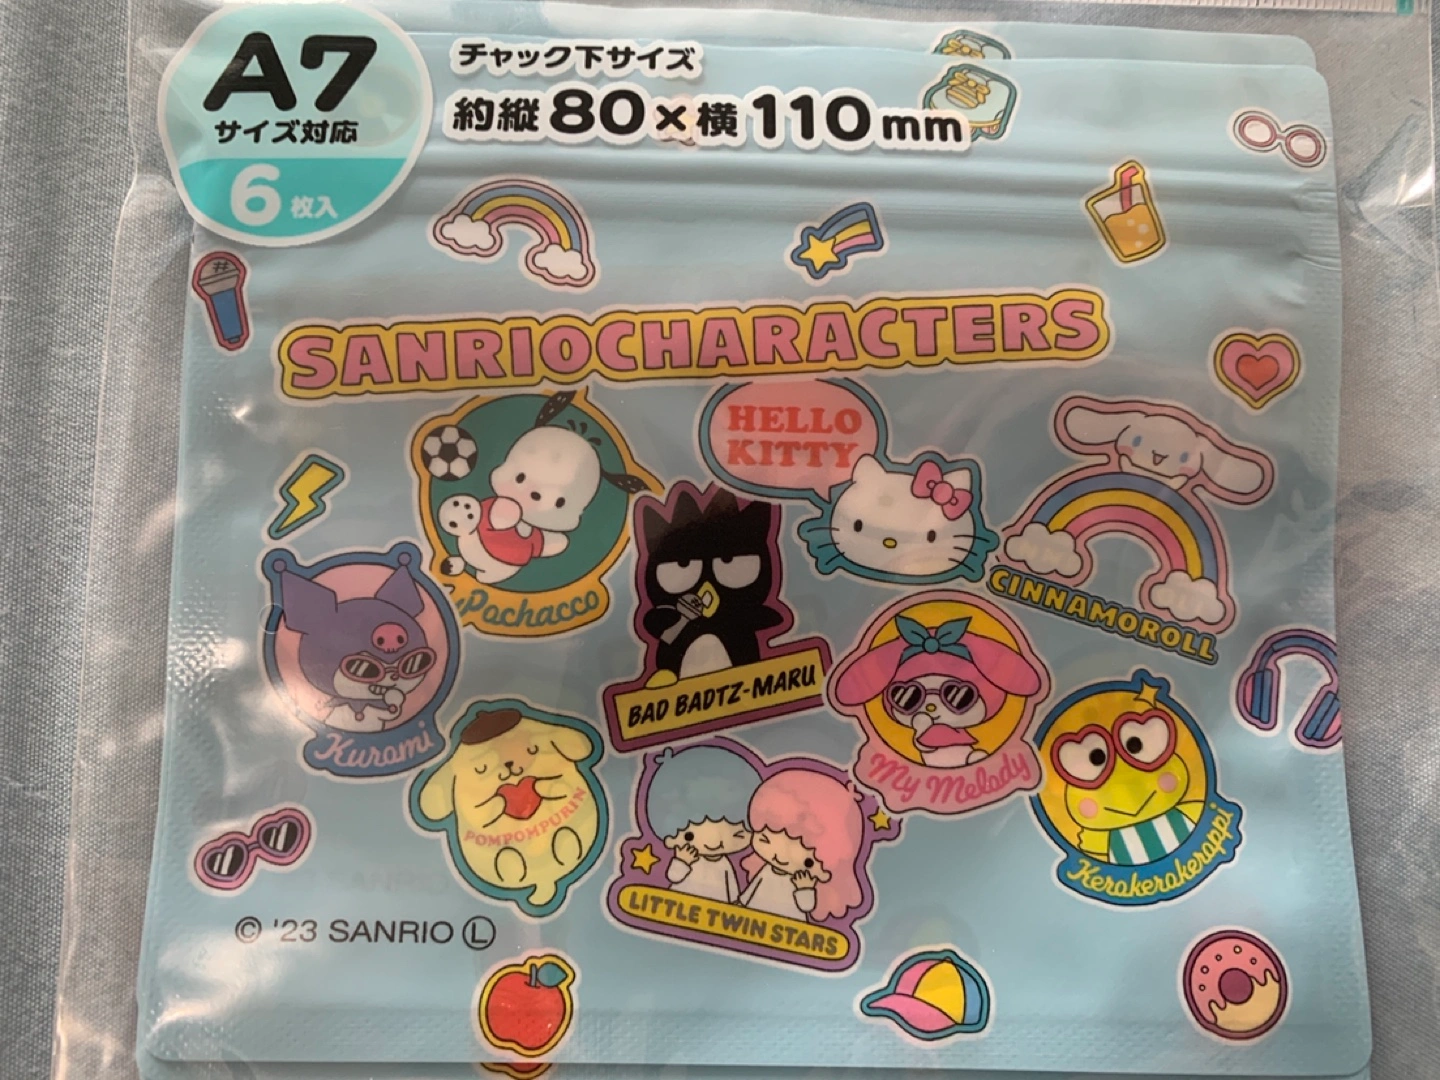 A7
サイズ対応
6枚入
チャック下サイズ
約縦80×横110mm
SANRIOCHARACTERS
HELLO
KITTY
Pochacco
CINNAMOROLL
BAD BADTZ-MARU
Kuromi
My Melody
POMPOMPURIN
Kerokerokeroppi
LITTLE TWIN STARS
© '23 SANRIO Ⓛ